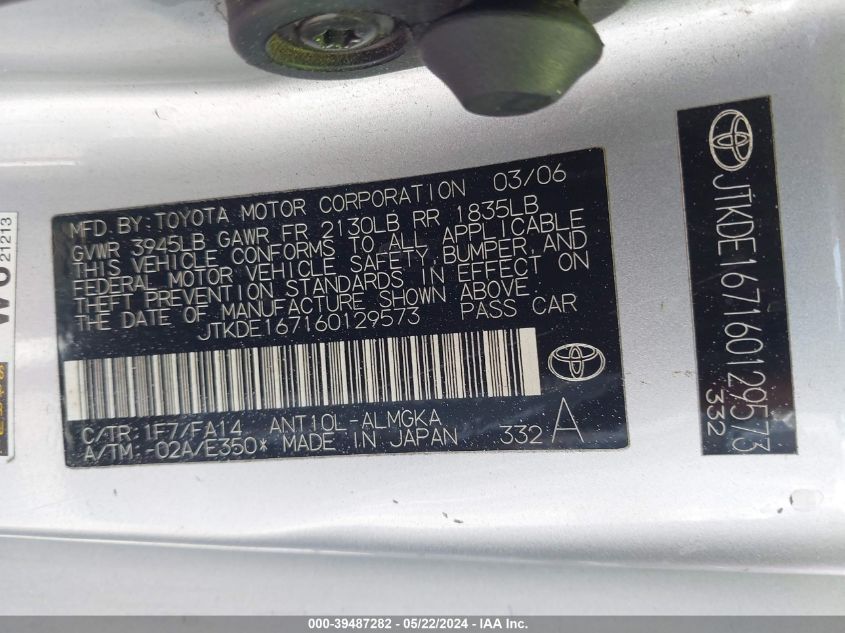 MFD.BY:TOYOTA MOTOR CORPORATION 03/06
GVWR 3945LB GAWR FR 2130LB RR 1835LB
THIS VEHICLE CONFORMS TO ALL APPLICABLE
FEDERAL MOTOR VEHICLE SAFETY,BUMPER,AND
THEFT PREVENTION STANDARDS IN EFFECT ON
THE DATE OF MANUFACTURE SHOWN ABOVE
JTKDE167160129573 PASS CAR
C/TR:1F7/FA14 ANT10L-ALMGKA
A/TM:-02A/E350* MADE IN JAPAN 332 A
JTKDE167160129573
332
21213
000-39487282 - 05/22/2024 - IAA Inc.